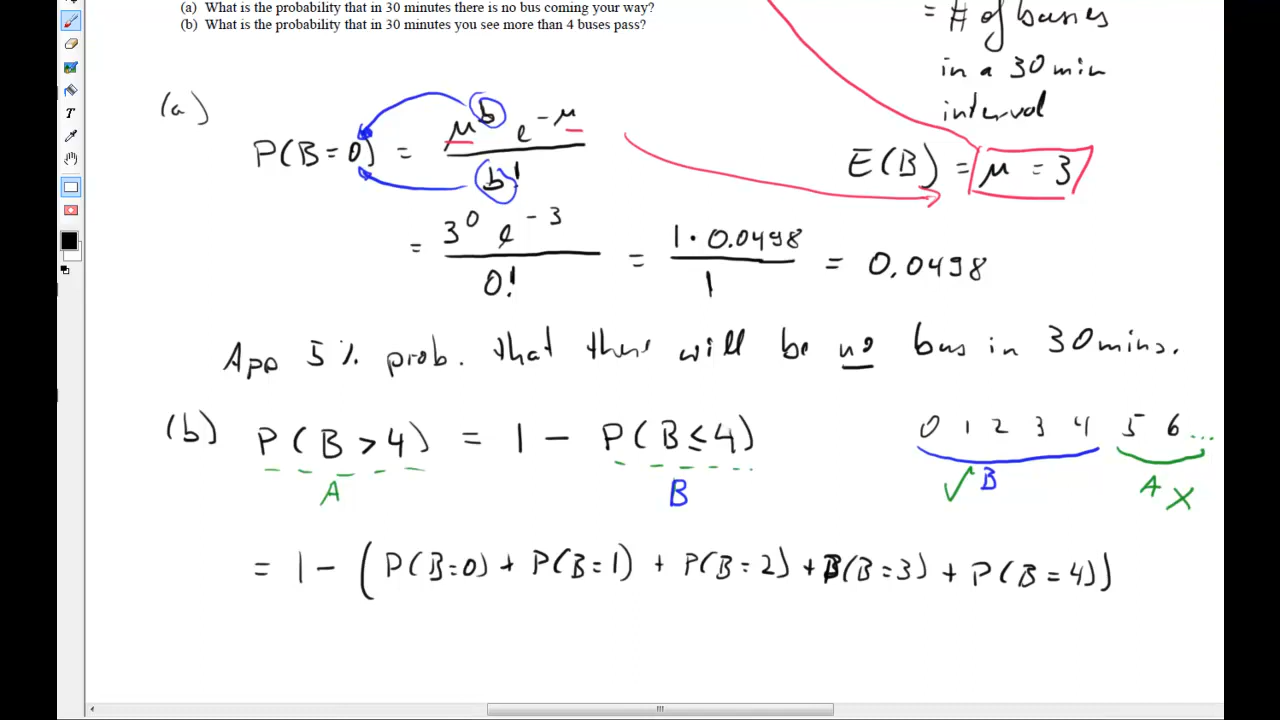 (a) What is the probability that in 30 minutes there is no bus coming your way?
(b) What is the probability that in 30 minutes you see more than 4 buses pass?
= # of buses
in a 30 min
interval
(a)
P(B = 0) = μ^b e^-μ / b!
E(B) = μ = 3
= 3^0 e^-3 / 0! = 1 · 0.0498 / 1 = 0.0498
App 5% prob. that there will be no bus in 30 mins.
(b) P(B > 4) = 1 - P(B ≤ 4)
0 1 2 3 4 5 6 ...
A B ✓ B A X
= 1 - (P(B=0) + P(B=1) + P(B=2) + P(B=3) + P(B=4))
T